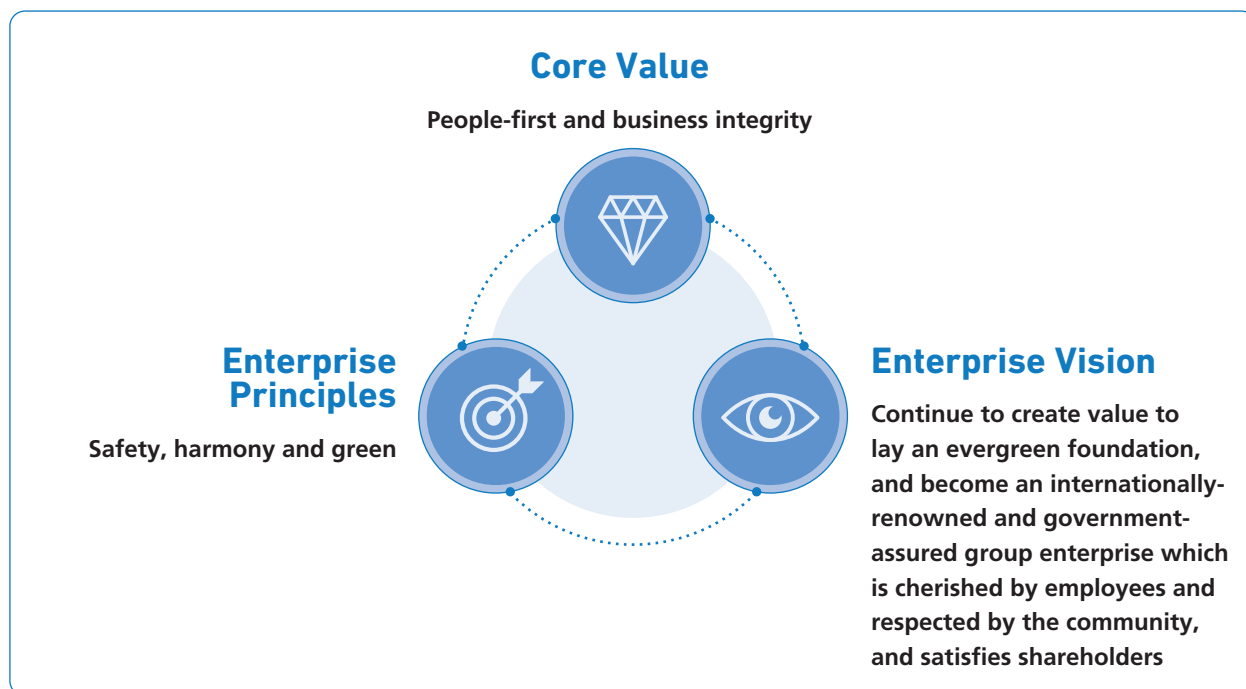 Core Value
People-first and business integrity
Enterprise
Principles
Safety, harmony and green
Enterprise Vision
Continue to create value to
lay an evergreen foundation,
and become an internationally-
renowned and government-
assured group enterprise which
is cherished by employees and
respected by the community,
and satisfies shareholders